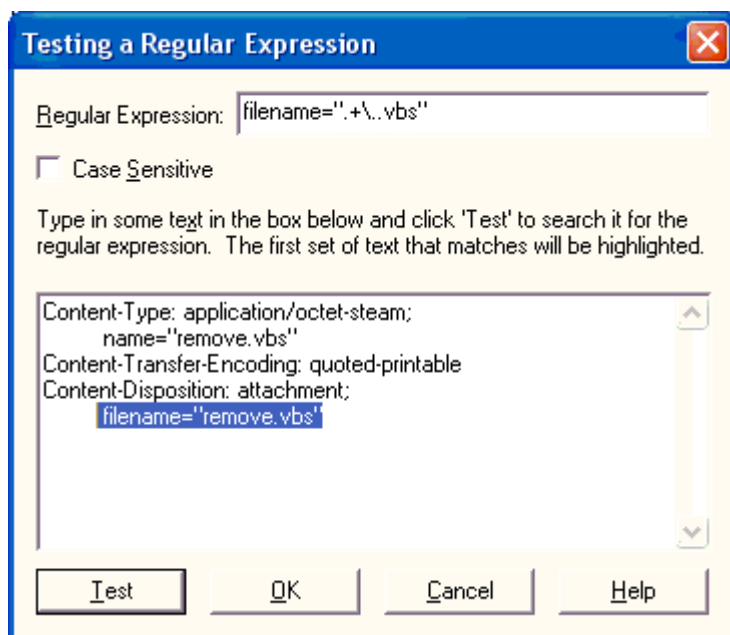 Testing a Regular Expression
Regular Expression: filename=".+\..vbs"
Case Sensitive
Type in some text in the box below and click 'Test' to search it for the
regular expression. The first set of text that matches will be highlighted.
Content-Type: application/octet-steam;
name="remove.vbs"
Content-Transfer-Encoding: quoted-printable
Content-Disposition: attachment;
filename="remove.vbs"
Test OK Cancel Help